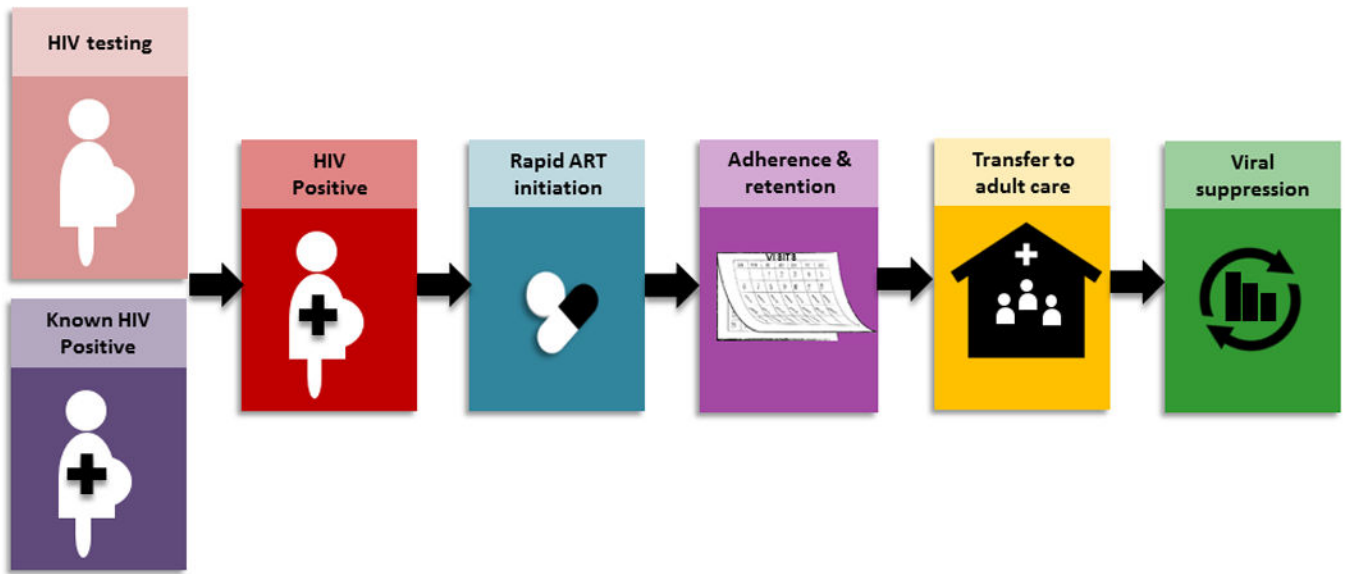 HIV testing
Known HIV
Positive
HIV
Positive
Rapid ART
initiation
Adherence &
retention
VISITS
Transfer to
adult care
Viral
suppression